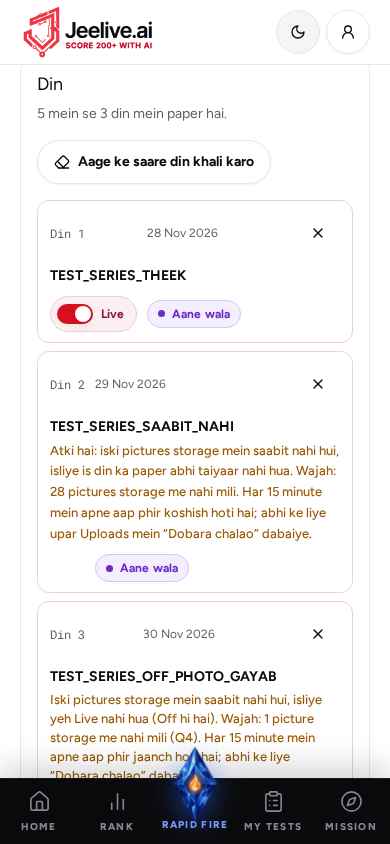 Jeelive.ai
SCORE 200+ WITH AI
Din
5 mein se 3 din mein paper hai.
Aage ke saare din khali karo
Din 1 28 Nov 2026
TEST_SERIES_THEEK
Live Aane wala
Din 2 29 Nov 2026
TEST_SERIES_SAABIT_NAHI
Atki hai: iski pictures storage mein saabit nahi hui,
isliye is din ka paper abhi taiyaar nahi hua. Wajah:
28 pictures storage me nahi mili. Har 15 minute
mein apne aap phir koshish hoti hai; abhi ke liye
upar Uploads mein “Dobara chalao” dabaiye.
Aane wala
Din 3 30 Nov 2026
TEST_SERIES_OFF_PHOTO_GAYAB
Iski pictures storage mein saabit nahi hui, isliye
yeh Live nahi hua (Off hi hai). Wajah: 1 picture
storage me nahi mili (Q4). Har 15 minute mein
apne aap phir jaanch hoti hai; abhi ke liye
“Dobara chalao”
HOME RANK RAPID FIRE MY TESTS MISSION